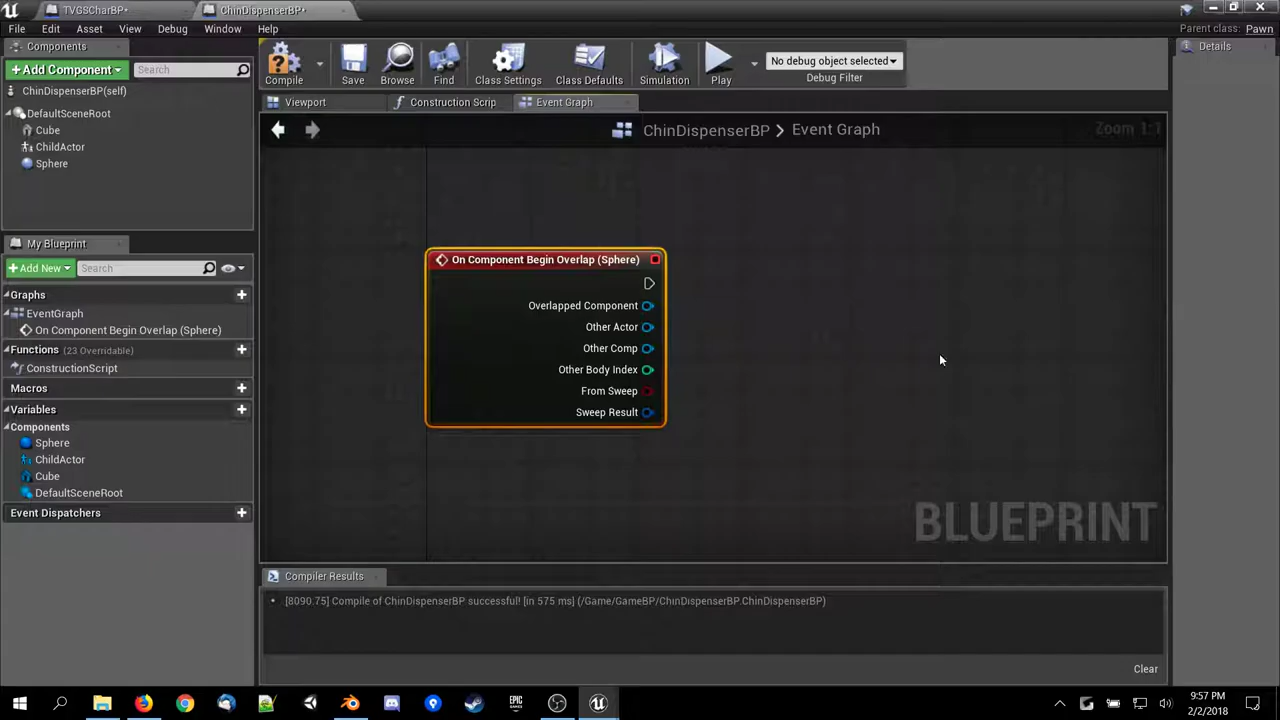 TVGSCharBP*
ChinDispenserBP*
File Edit Asset View Debug Window Help
Parent class: Pawn
Components
+Add Component
Search
ChinDispenserBP(self)
DefaultSceneRoot
Cube
ChildActor
Sphere
Compile
Save
Browse
Find
Class Settings
Class Defaults
Simulation
Play
No debug object selected
Debug Filter
Details
Viewport
Construction Scrip
Event Graph
ChinDispenserBP > Event Graph
Zoom 1:1
On Component Begin Overlap (Sphere)
Overlapped Component
Other Actor
Other Comp
Other Body Index
From Sweep
Sweep Result
BLUEPRINT
My Blueprint
+Add New
Search
Graphs
EventGraph
On Component Begin Overlap (Sphere)
Functions (23 Overridable)
ConstructionScript
Macros
Variables
Components
Sphere
ChildActor
Cube
DefaultSceneRoot
Event Dispatchers
Compiler Results
[8090.75] Compile of ChinDispenserBP successful! [in 575 ms] (/Game/GameBP/ChinDispenserBP.ChinDispenserBP)
Clear
EPIC GAMES
9:57 PM
2/2/2018